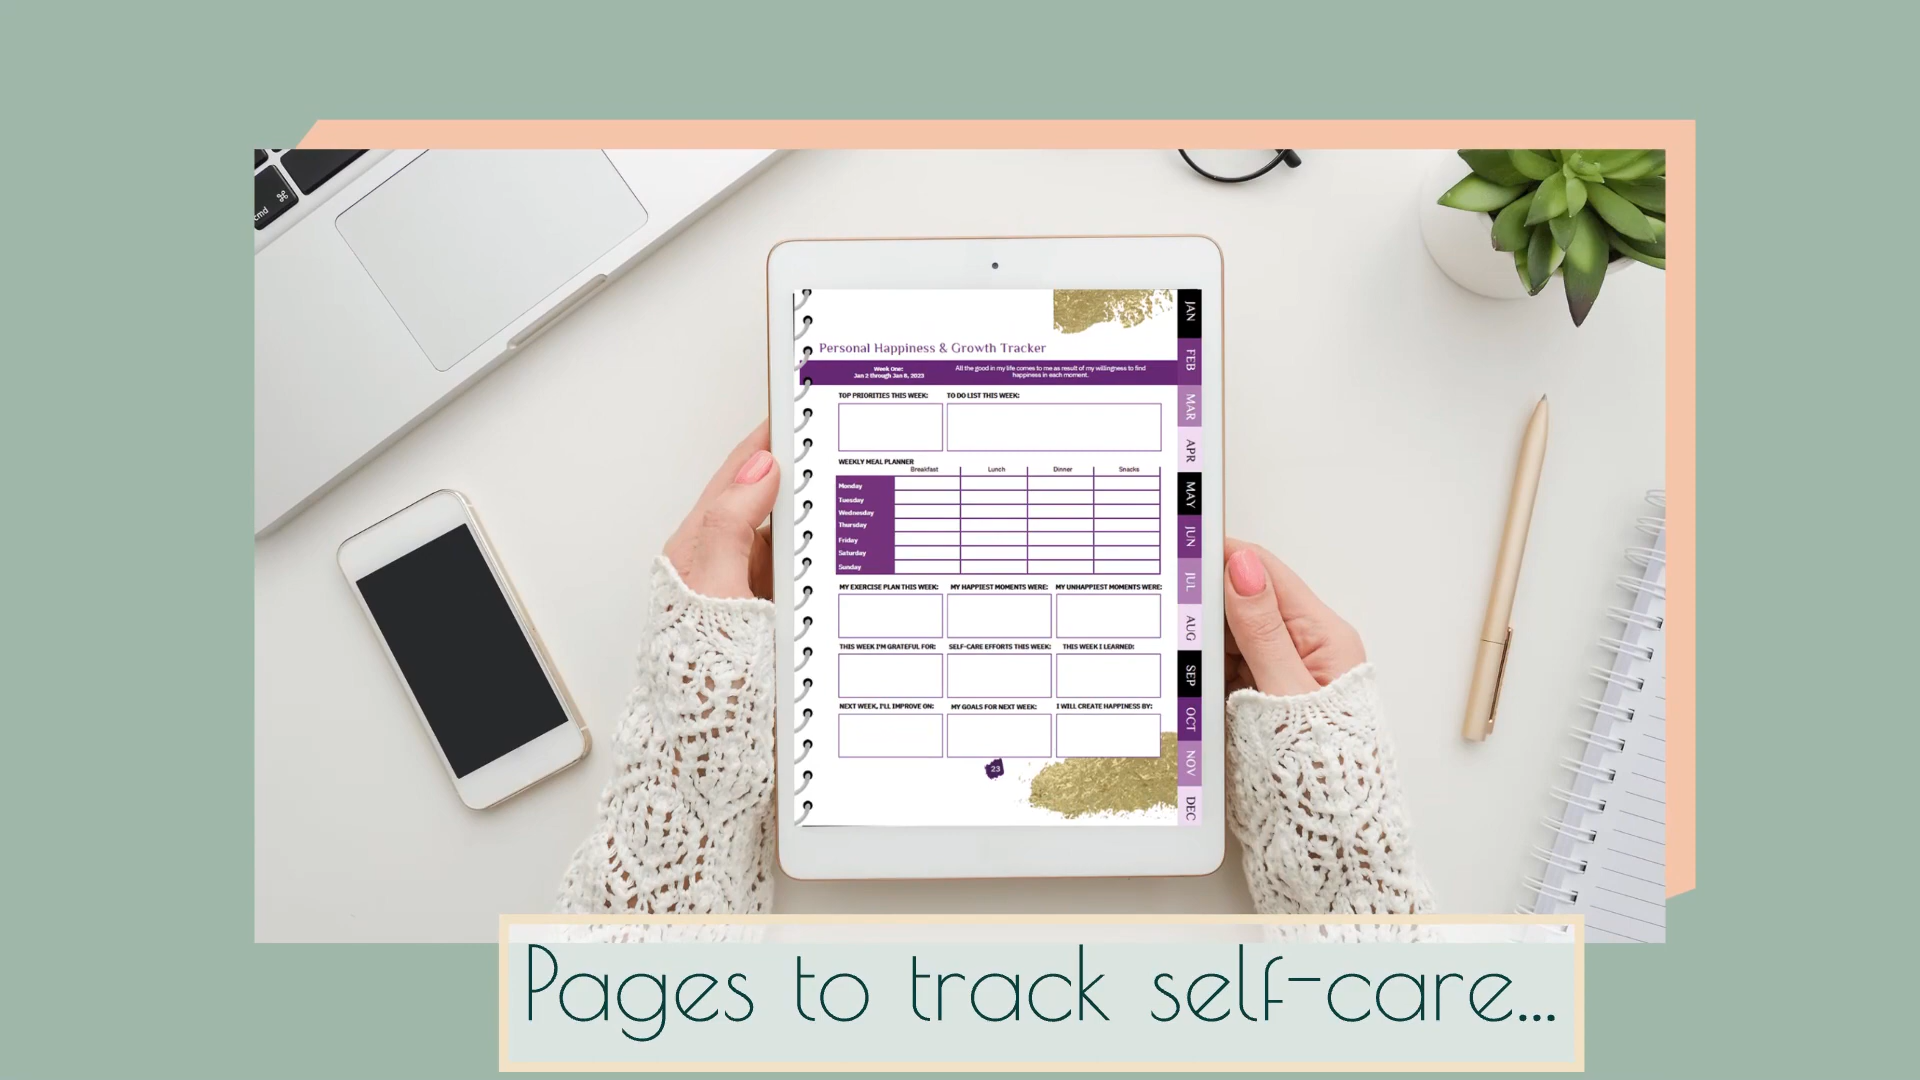 cmd
⌘
Personal Happiness & Growth Tracker
Week One:
Jan 2 through Jan 8, 2023
All the good in my life comes to me as result of my willingness to find
happiness in each moment.
TOP PRIORITIES THIS WEEK:
TO DO LIST THIS WEEK:
WEEKLY MEAL PLANNER
Breakfast Lunch Dinner Snacks
Monday
Tuesday
Wednesday
Thursday
Friday
Saturday
Sunday
MY EXERCISE PLAN THIS WEEK:
MY HAPPIEST MOMENTS WERE:
MY UNHAPPIEST MOMENTS WERE:
THIS WEEK I'M GRATEFUL FOR:
SELF-CARE EFFORTS THIS WEEK:
THIS WEEK I LEARNED:
NEXT WEEK, I'LL IMPROVE ON:
MY GOALS FOR NEXT WEEK:
I WILL CREATE HAPPINESS BY:
23
JAN
FEB
MAR
APR
MAY
JUN
JUL
AUG
SEP
OCT
NOV
DEC
Pages to track self-care...